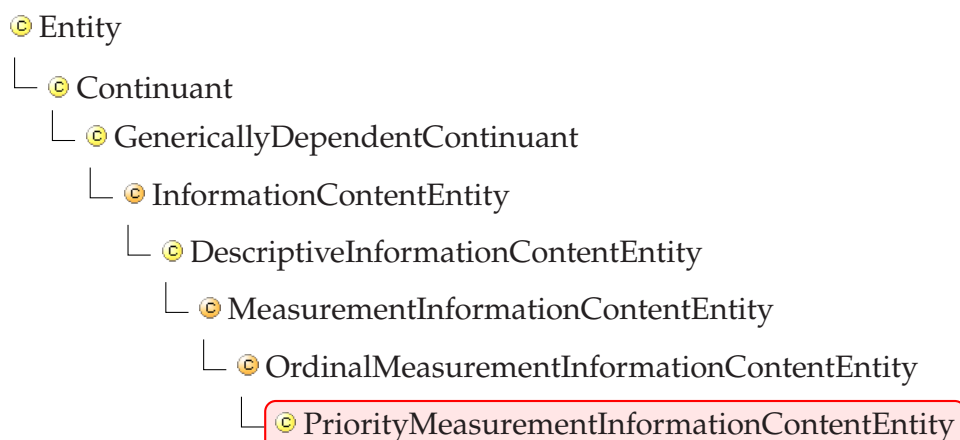 Entity
Continuant
GenericallyDependentContinuant
InformationContentEntity
DescriptiveInformationContentEntity
MeasurementInformationContentEntity
OrdinalMeasurementInformationContentEntity
PriorityMeasurementInformationContentEntity